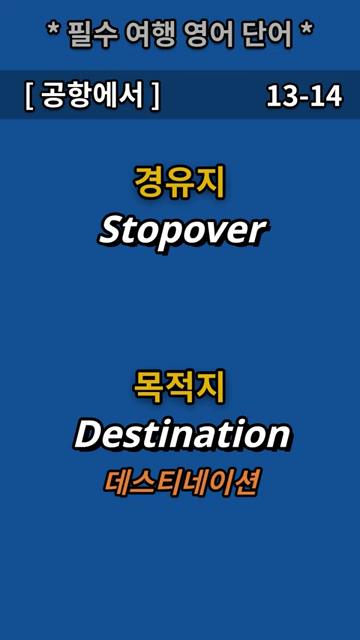 * 필수 여행 영어 단어 *
[ 공항에서 ] 13-14
경유지
Stopover
목적지
Destination
데스티네이션